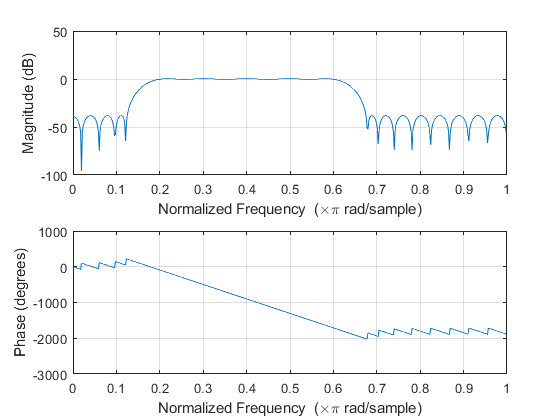 50
0
-50
-100
Magnitude (dB)
0 0.1 0.2 0.3 0.4 0.5 0.6 0.7 0.8 0.9 1
Normalized Frequency (×π rad/sample)
1000
0
-1000
-2000
-3000
Phase (degrees)
0 0.1 0.2 0.3 0.4 0.5 0.6 0.7 0.8 0.9 1
Normalized Frequency (×π rad/sample)